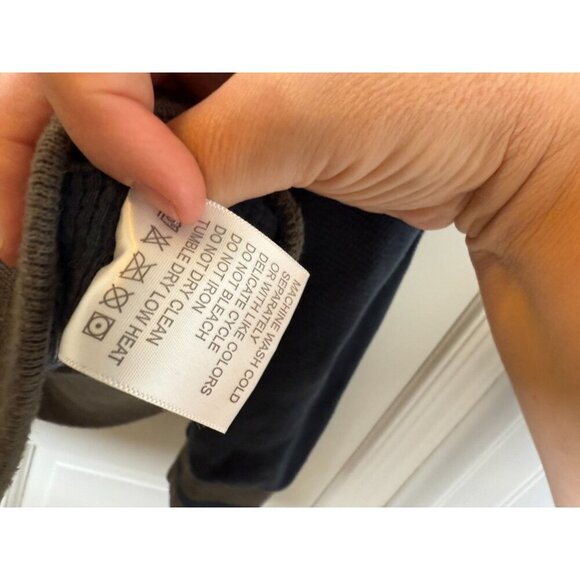 MACHINE WASH COLD
SEPARATELY
OR WITH LIKE COLORS
DELICATE CYCLE
DO NOT BLEACH
DO NOT IRON
DO NOT DRY CLEAN
TUMBLE DRY LOW HEAT